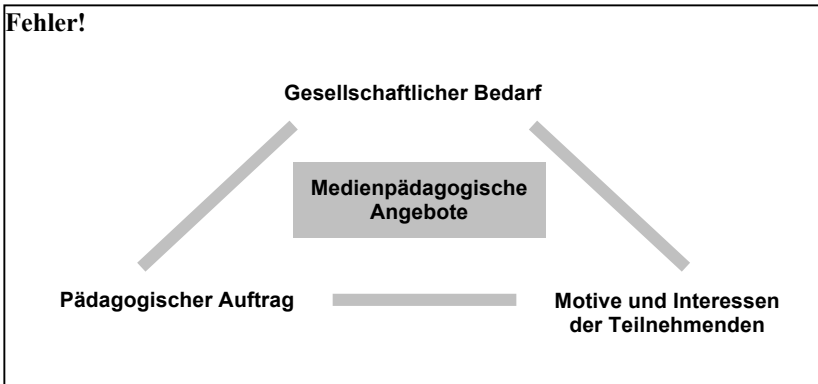 Fehler!
Gesellschaftlicher Bedarf
Medienpädagogische
Angebote
Pädagogischer Auftrag
Motive und Interessen
der Teilnehmenden